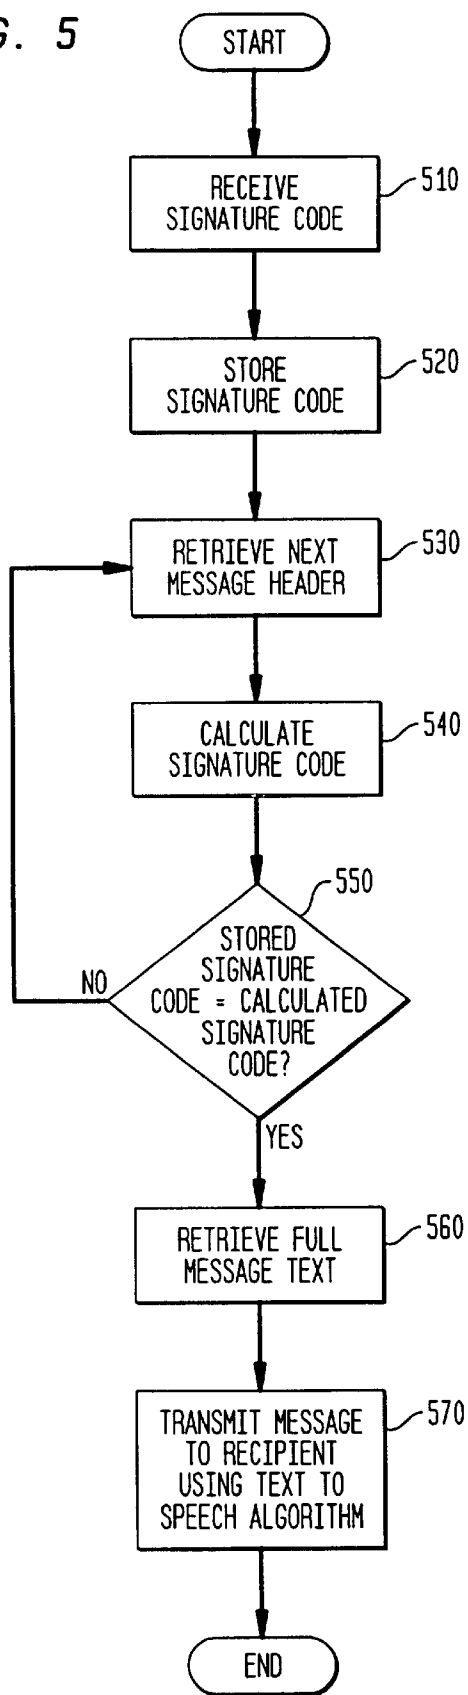 G. 5
START
RECEIVE
SIGNATURE CODE
510
STORE
SIGNATURE CODE
520
RETRIEVE NEXT
MESSAGE HEADER
530
CALCULATE
SIGNATURE CODE
540
550
STORED
SIGNATURE
CODE = CALCULATED
SIGNATURE
CODE?
NO
YES
RETRIEVE FULL
MESSAGE TEXT
560
TRANSMIT MESSAGE
TO RECIPIENT
USING TEXT TO
SPEECH ALGORITHM
570
END